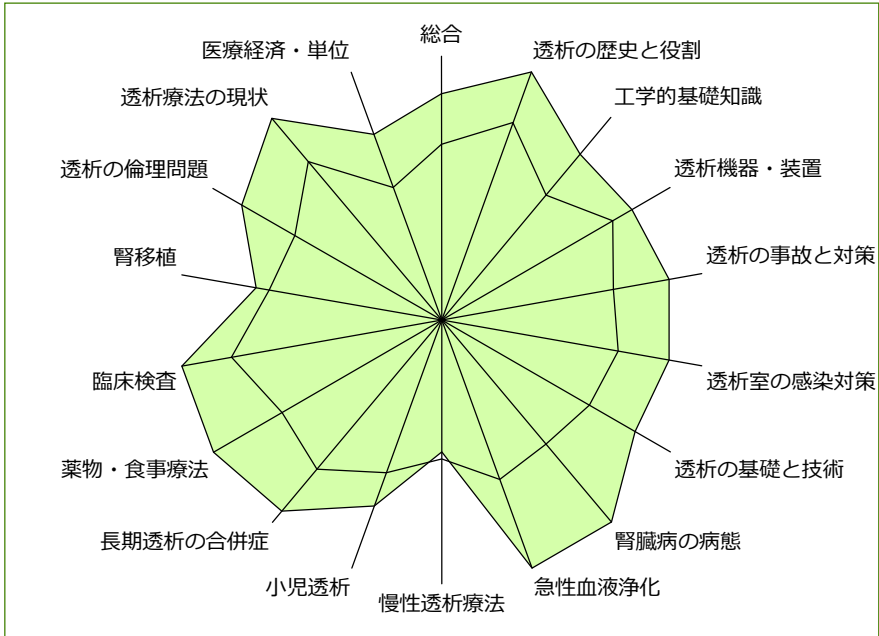 総合
透析の歴史と役割
工学的基礎知識
透析機器・装置
透析の事故と対策
透析室の感染対策
透析の基礎と技術
腎臓病の病態
急性血液浄化
慢性透析療法
小児透析
長期透析の合併症
薬物・食事療法
臨床検査
腎移植
透析の倫理問題
透析療法の現状
医療経済・単位